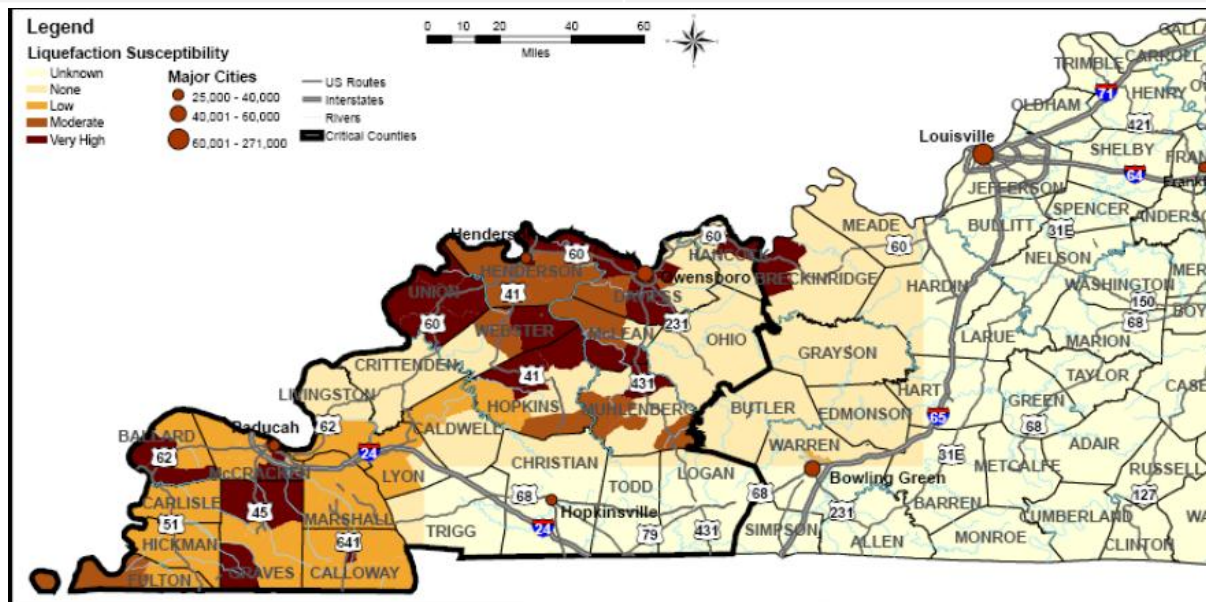 Legend
Liquefaction Susceptibility
Unknown
None
Low
Moderate
Very High
Major Cities
25,000 - 40,000
40,001 - 60,000
60,001 - 271,000
US Routes
Interstates
Rivers
Critical Counties
0 10 20 40 60
Miles
TRIMBLE
CARROLL
71
HENRY
OLDHAM
421
Louisville
SHELBY
64
JEFFERSON
SPENCER
MEADE
BULLITT
31E
60
60
HANCOCK
NELSON
60
HENDERSON
Owensboro
BRECKINRIDGE
HARDIN
WASHINGTON
UNION
41
DAVIESS
150
60
WEBSTER
McLEAN
231
68
OHIO
LARUE
MARION
CRITTENDEN
GRAYSON
TAYLOR
41
431
LIVINGSTON
HOPKINS
MUHLENBERG
HART
GREEN
BUTLER
EDMONSON
65
68
Paducah
62
CALDWELL
ADAIR
BALLARD
WARREN
62
24
31E
METCALFE
McCRACKEN
LYON
CHRISTIAN
LOGAN
RUSSELL
Bowling Green
CARLISLE
68
TODD
68
BARREN
127
45
MARSHALL
Hopkinsville
231
CUMBERLAND
51
TRIGG
24
79
431
SIMPSON
ALLEN
MONROE
CLINTON
HICKMAN
641
FULTON
GRAVES
CALLOWAY